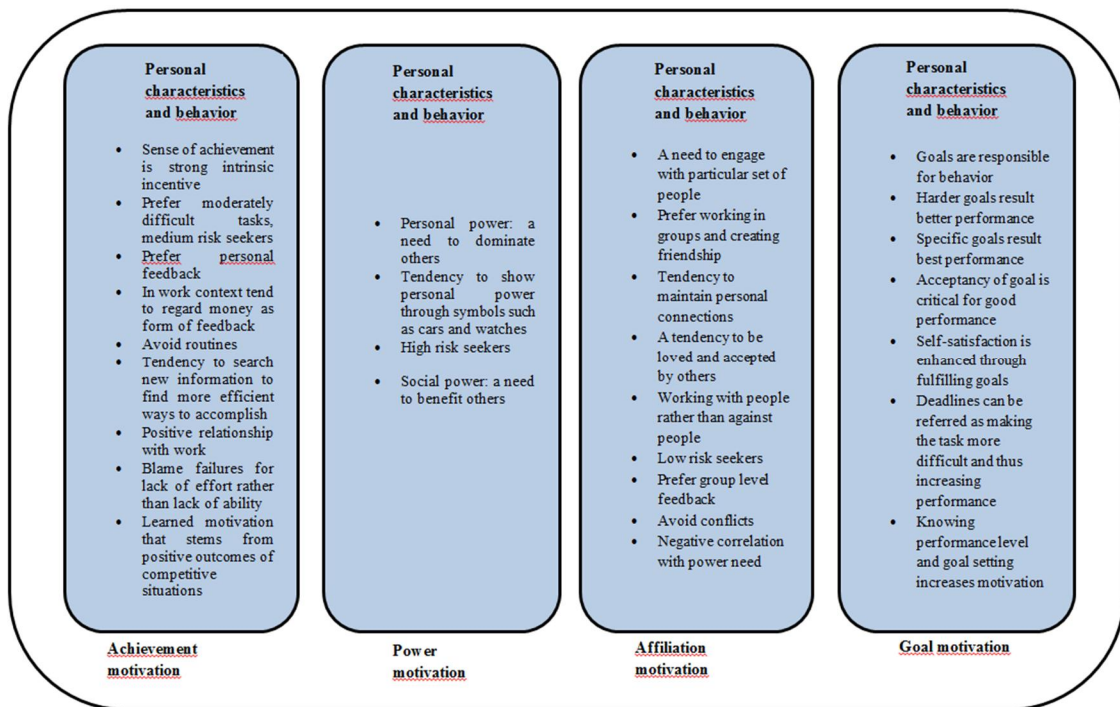 Personal
characteristics
and behavior
• Sense of achievement
is strong intrinsic
incentive
• Prefer moderately
difficult tasks,
medium risk seekers
• Prefer personal
feedback
• In work context tend
to regard money as
form of feedback
• Avoid routines
• Tendency to search
new information to
find more efficient
ways to accomplish
• Positive relationship
with work
• Blame failures for
lack of effort rather
than lack of ability
• Learned motivation
that stems from
positive outcomes of
competitive
situations
Achievement
motivation
Personal
characteristics
and behavior
• Personal power: a
need to dominate
others
• Tendency to show
personal power
through symbols such
as cars and watches
• High risk seekers
• Social power: a need
to benefit others
Power
motivation
Personal
characteristics
and behavior
• A need to engage
with particular set of
people
• Prefer working in
groups and creating
friendship
• Tendency to
maintain personal
connections
• A tendency to be
loved and accepted
by others
• Working with people
rather than against
people
• Low risk seekers
• Prefer group level
feedback
• Avoid conflicts
• Negative correlation
with power need
Affiliation
motivation
Personal
characteristics
and behavior
• Goals are responsible
for behavior
• Harder goals result
better performance
• Specific goals result
best performance
• Acceptancy of goal is
critical for good
performance
• Self-satisfaction is
enhanced through
fulfilling goals
• Deadlines can be
referred as making
the task more
difficult and thus
increasing
performance
• Knowing
performance level
and goal setting
increases motivation
Goal motivation